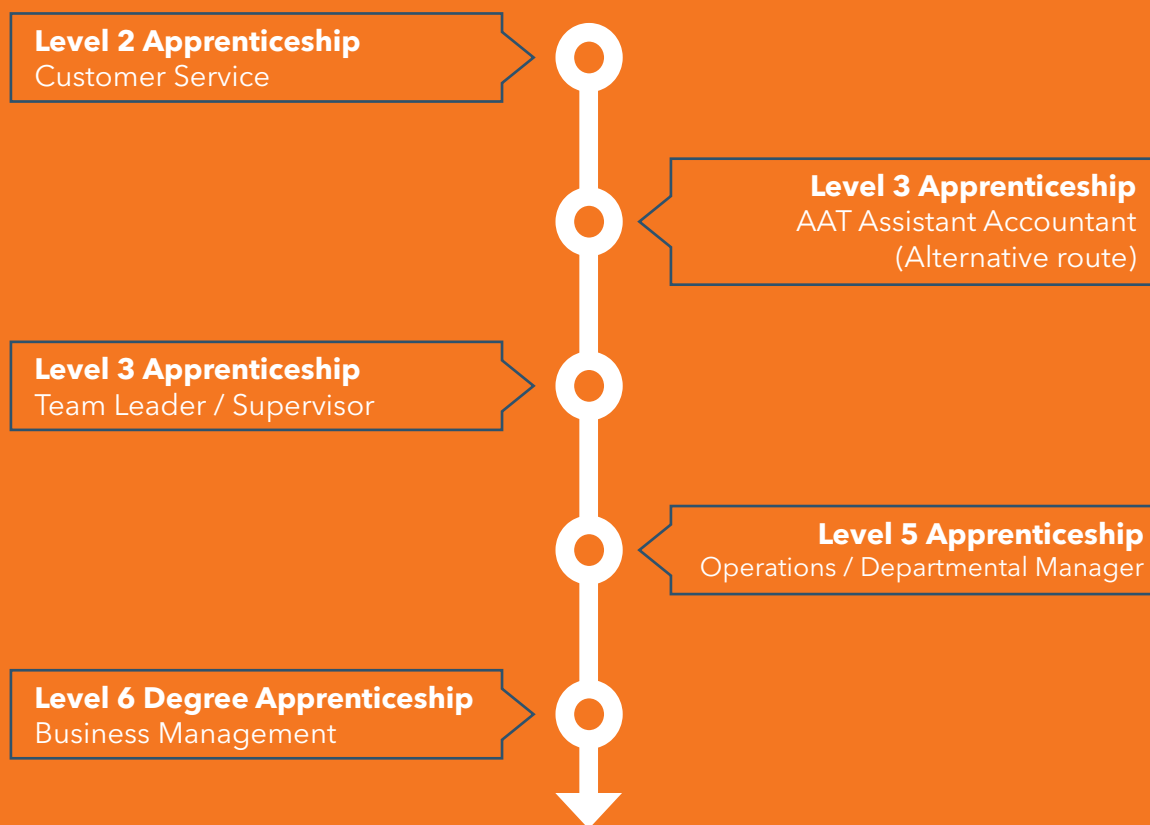 Level 2 Apprenticeship
Customer Service
Level 3 Apprenticeship
AAT Assistant Accountant
(Alternative route)
Level 3 Apprenticeship
Team Leader / Supervisor
Level 5 Apprenticeship
Operations / Departmental Manager
Level 6 Degree Apprenticeship
Business Management